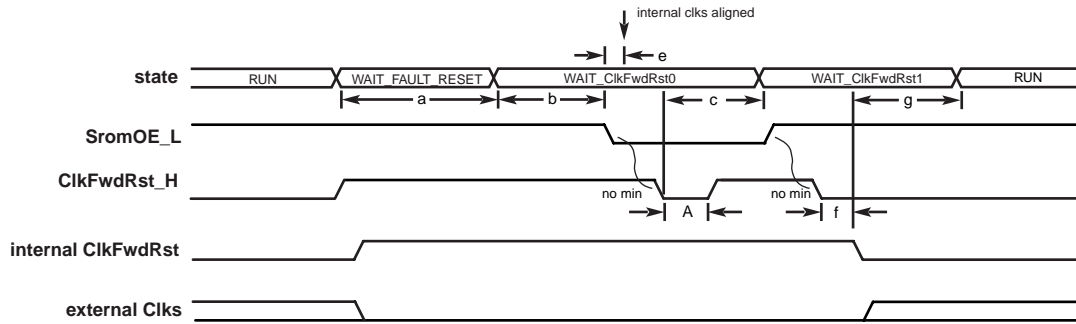 internal clks aligned
e
state
RUN
WAIT_FAULT_RESET
WAIT_ClkFwdRst0
WAIT_ClkFwdRst1
RUN
a
b
c
g
SromOE_L
ClkFwdRst_H
no min
no min
A
f
internal ClkFwdRst
external Clks